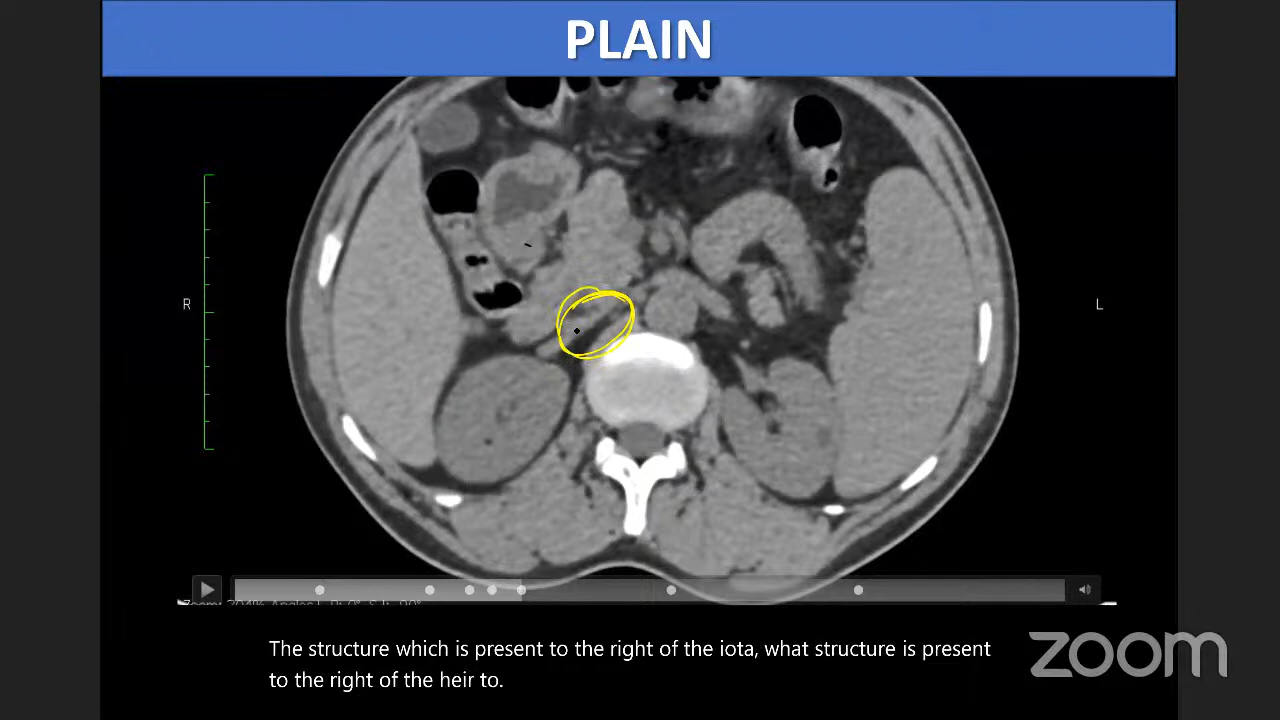 PLAIN
R
L
The structure which is present to the right of the iota, what structure is present
to the right of the heir to.
zoom